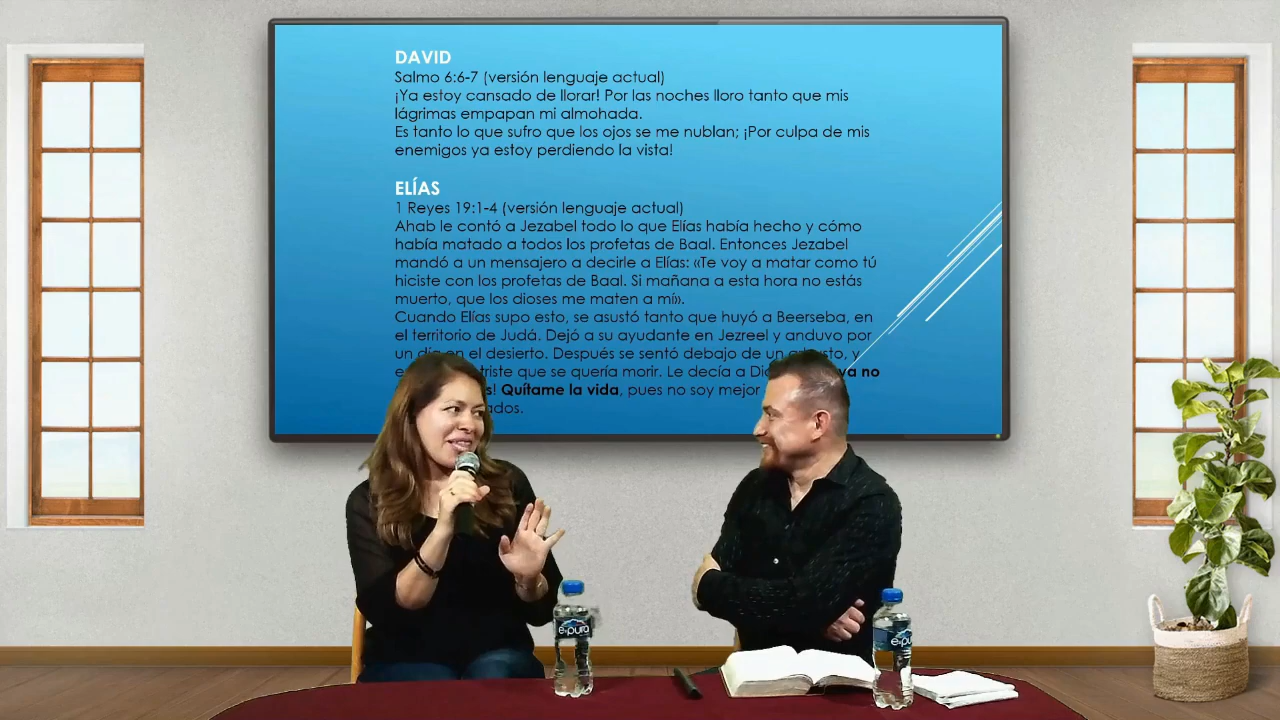 DAVID
Salmo 6:6-7 (versión lenguaje actual)
¡Ya estoy cansado de llorar! Por las noches lloro tanto que mis
lágrimas empapan mi almohada.
Es tanto lo que sufro que los ojos se me nublan; ¡Por culpa de mis
enemigos ya estoy perdiendo la vista!
ELÍAS
1 Reyes 19:1-4 (versión lenguaje actual)
Ahab le contó a Jezabel todo lo que Elías había hecho y cómo
había matado a todos los profetas de Baal. Entonces Jezabel
mandó a un mensajero a decirle a Elías: «Te voy a matar como tú
hiciste con los profetas de Baal. Si mañana a esta hora no estás
muerto, que los dioses me maten a mí».
Cuando Elías supo esto, se asustó tanto que huyó a Beerseba, en
el territorio de Judá. Dejó a su ayudante en Jezreel y anduvo por
un día en el desierto. Después se sentó debajo de un arbusto, y
triste que se quería morir. Le decía a ya no
Quítame la vida, pues no soy mejor
e-pura